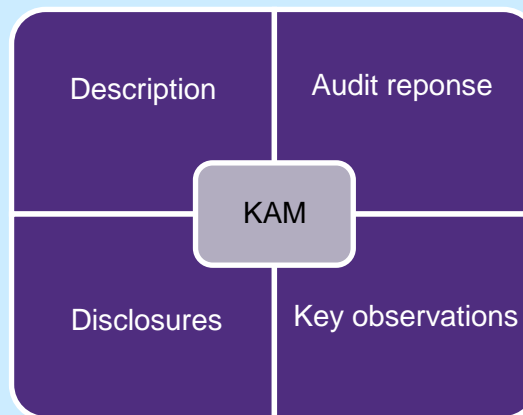 Description
Audit reponse
KAM
Disclosures
Key observations